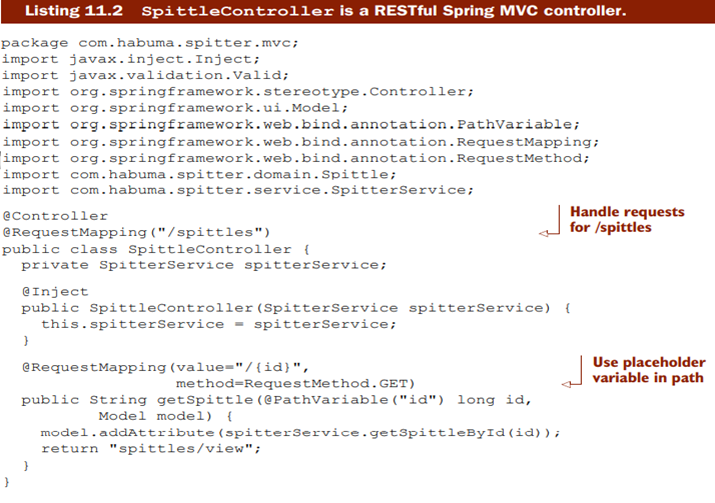 Listing 11.2 SpittleController is a RESTful Spring MVC controller.
package com.habuma.spitter.mvc;
import javax.inject.Inject;
import javax.validation.Valid;
import org.springframework.stereotype.Controller;
import org.springframework.ui.Model;
import org.springframework.web.bind.annotation.PathVariable;
import org.springframework.web.bind.annotation.RequestMapping;
import org.springframework.web.bind.annotation.RequestMethod;
import com.habuma.spitter.domain.Spittle;
import com.habuma.spitter.service.SpitterService;
@Controller
@RequestMapping("/spittles")
Handle requests
for /spittles
public class SpittleController {
private SpitterService spitterService;
@Inject
public SpittleController(SpitterService spitterService) {
this.spitterService = spitterService;
}
@RequestMapping(value="/{id}",
method=RequestMethod.GET)
Use placeholder
variable in path
public String getSpittle(@PathVariable("id") long id,
Model model) {
model.addAttribute(spitterService.getSpittleById(id));
return "spittles/view";
}
}